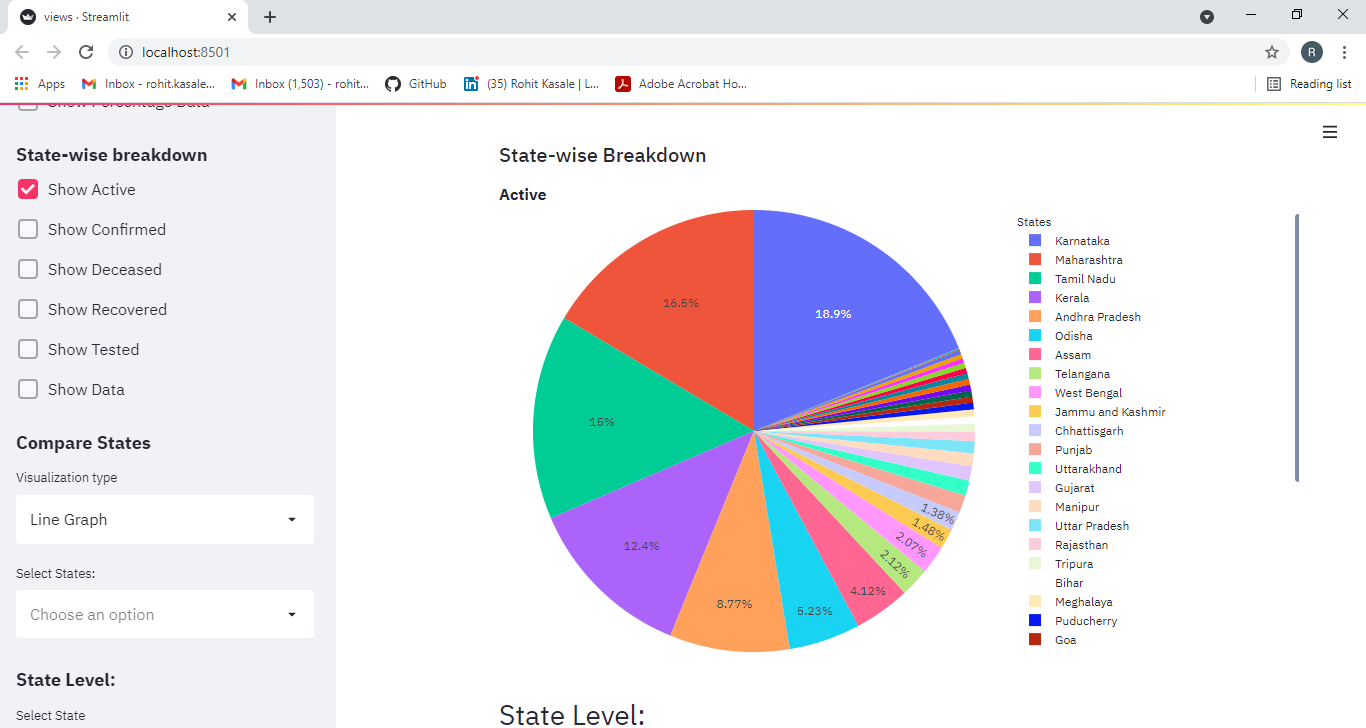 views · Streamlit
localhost:8501
Apps
Inbox - rohit.kasale...
Inbox (1,503) - rohit...
GitHub
(35) Rohit Kasale | L...
Adobe Acrobat Ho...
Reading list
R
Show Percentage Data
State-wise breakdown
Show Active
Show Confirmed
Show Deceased
Show Recovered
Show Tested
Show Data
Compare States
Visualization type
Line Graph
Select States:
Choose an option
State Level:
Select State
State-wise Breakdown
Active
18.9%
16.5%
15%
12.4%
8.77%
5.23%
4.12%
2.12%
2.07%
1.48%
1.38%
States
Karnataka
Maharashtra
Tamil Nadu
Kerala
Andhra Pradesh
Odisha
Assam
Telangana
West Bengal
Jammu and Kashmir
Chhattisgarh
Punjab
Uttarakhand
Gujarat
Manipur
Uttar Pradesh
Rajasthan
Tripura
Bihar
Meghalaya
Puducherry
Goa
State Level: